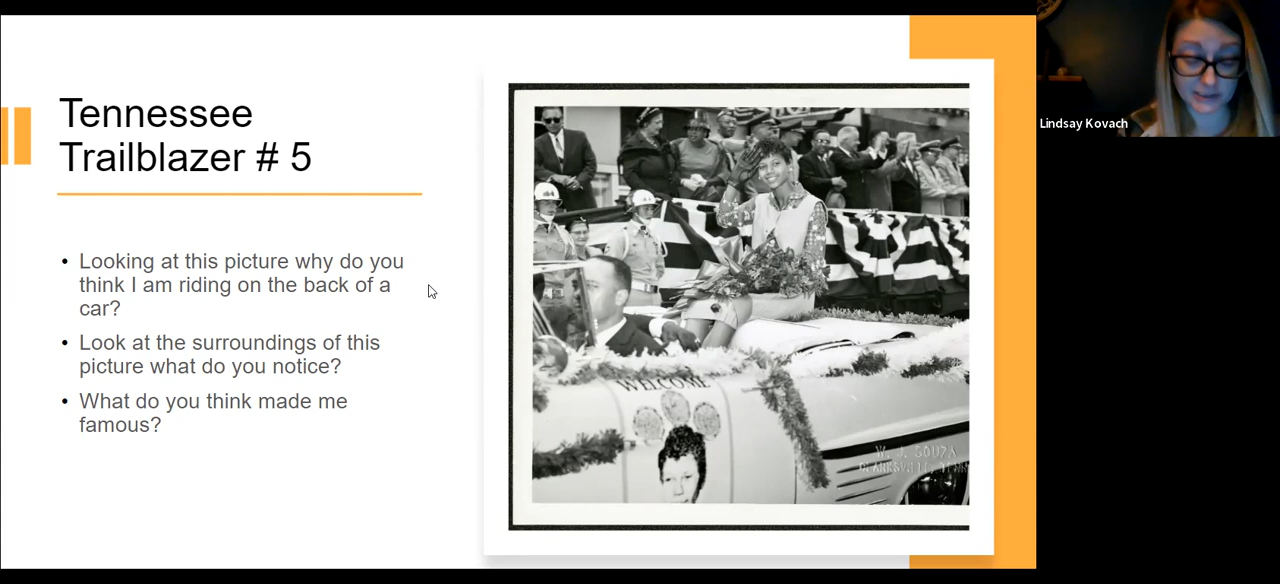 Tennessee
Trailblazer # 5
• Looking at this picture why do you
think I am riding on the back of a
car?
• Look at the surroundings of this
picture what do you notice?
• What do you think made me
famous?
WELCOME
W. J. SOUZA
CLARKSVILLE, TENN
Lindsay Kovach